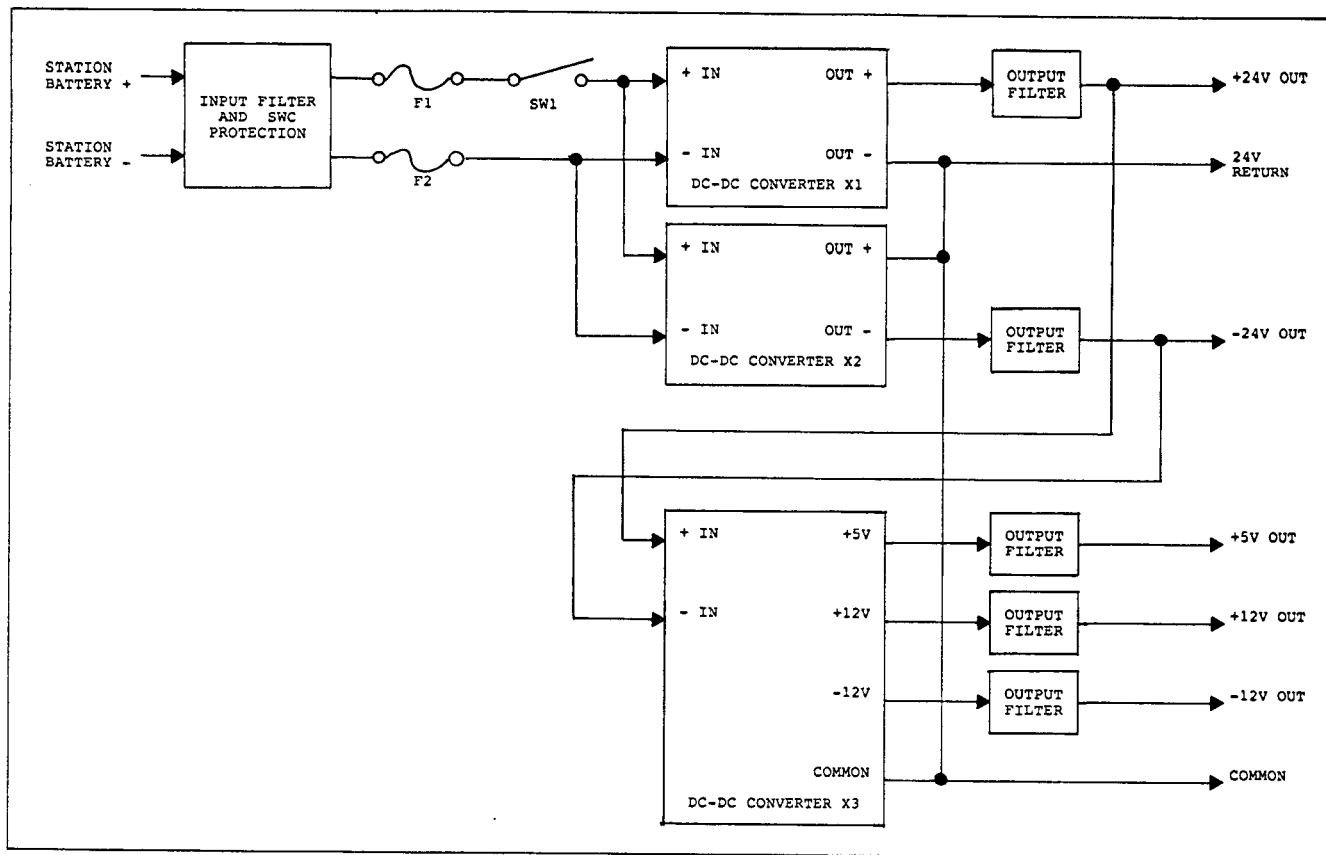 STATION
BATTERY +
STATION
BATTERY -
INPUT FILTER
AND SWC
PROTECTION
F1
SW1
F2
+ IN
OUT +
- IN
OUT -
DC-DC CONVERTER X1
OUTPUT
FILTER
+24V OUT
24V
RETURN
+ IN
OUT +
- IN
OUT -
DC-DC CONVERTER X2
OUTPUT
FILTER
-24V OUT
+ IN
+5V
- IN
+12V
-12V
COMMON
DC-DC CONVERTER X3
OUTPUT
FILTER
+5V OUT
OUTPUT
FILTER
+12V OUT
OUTPUT
FILTER
-12V OUT
COMMON